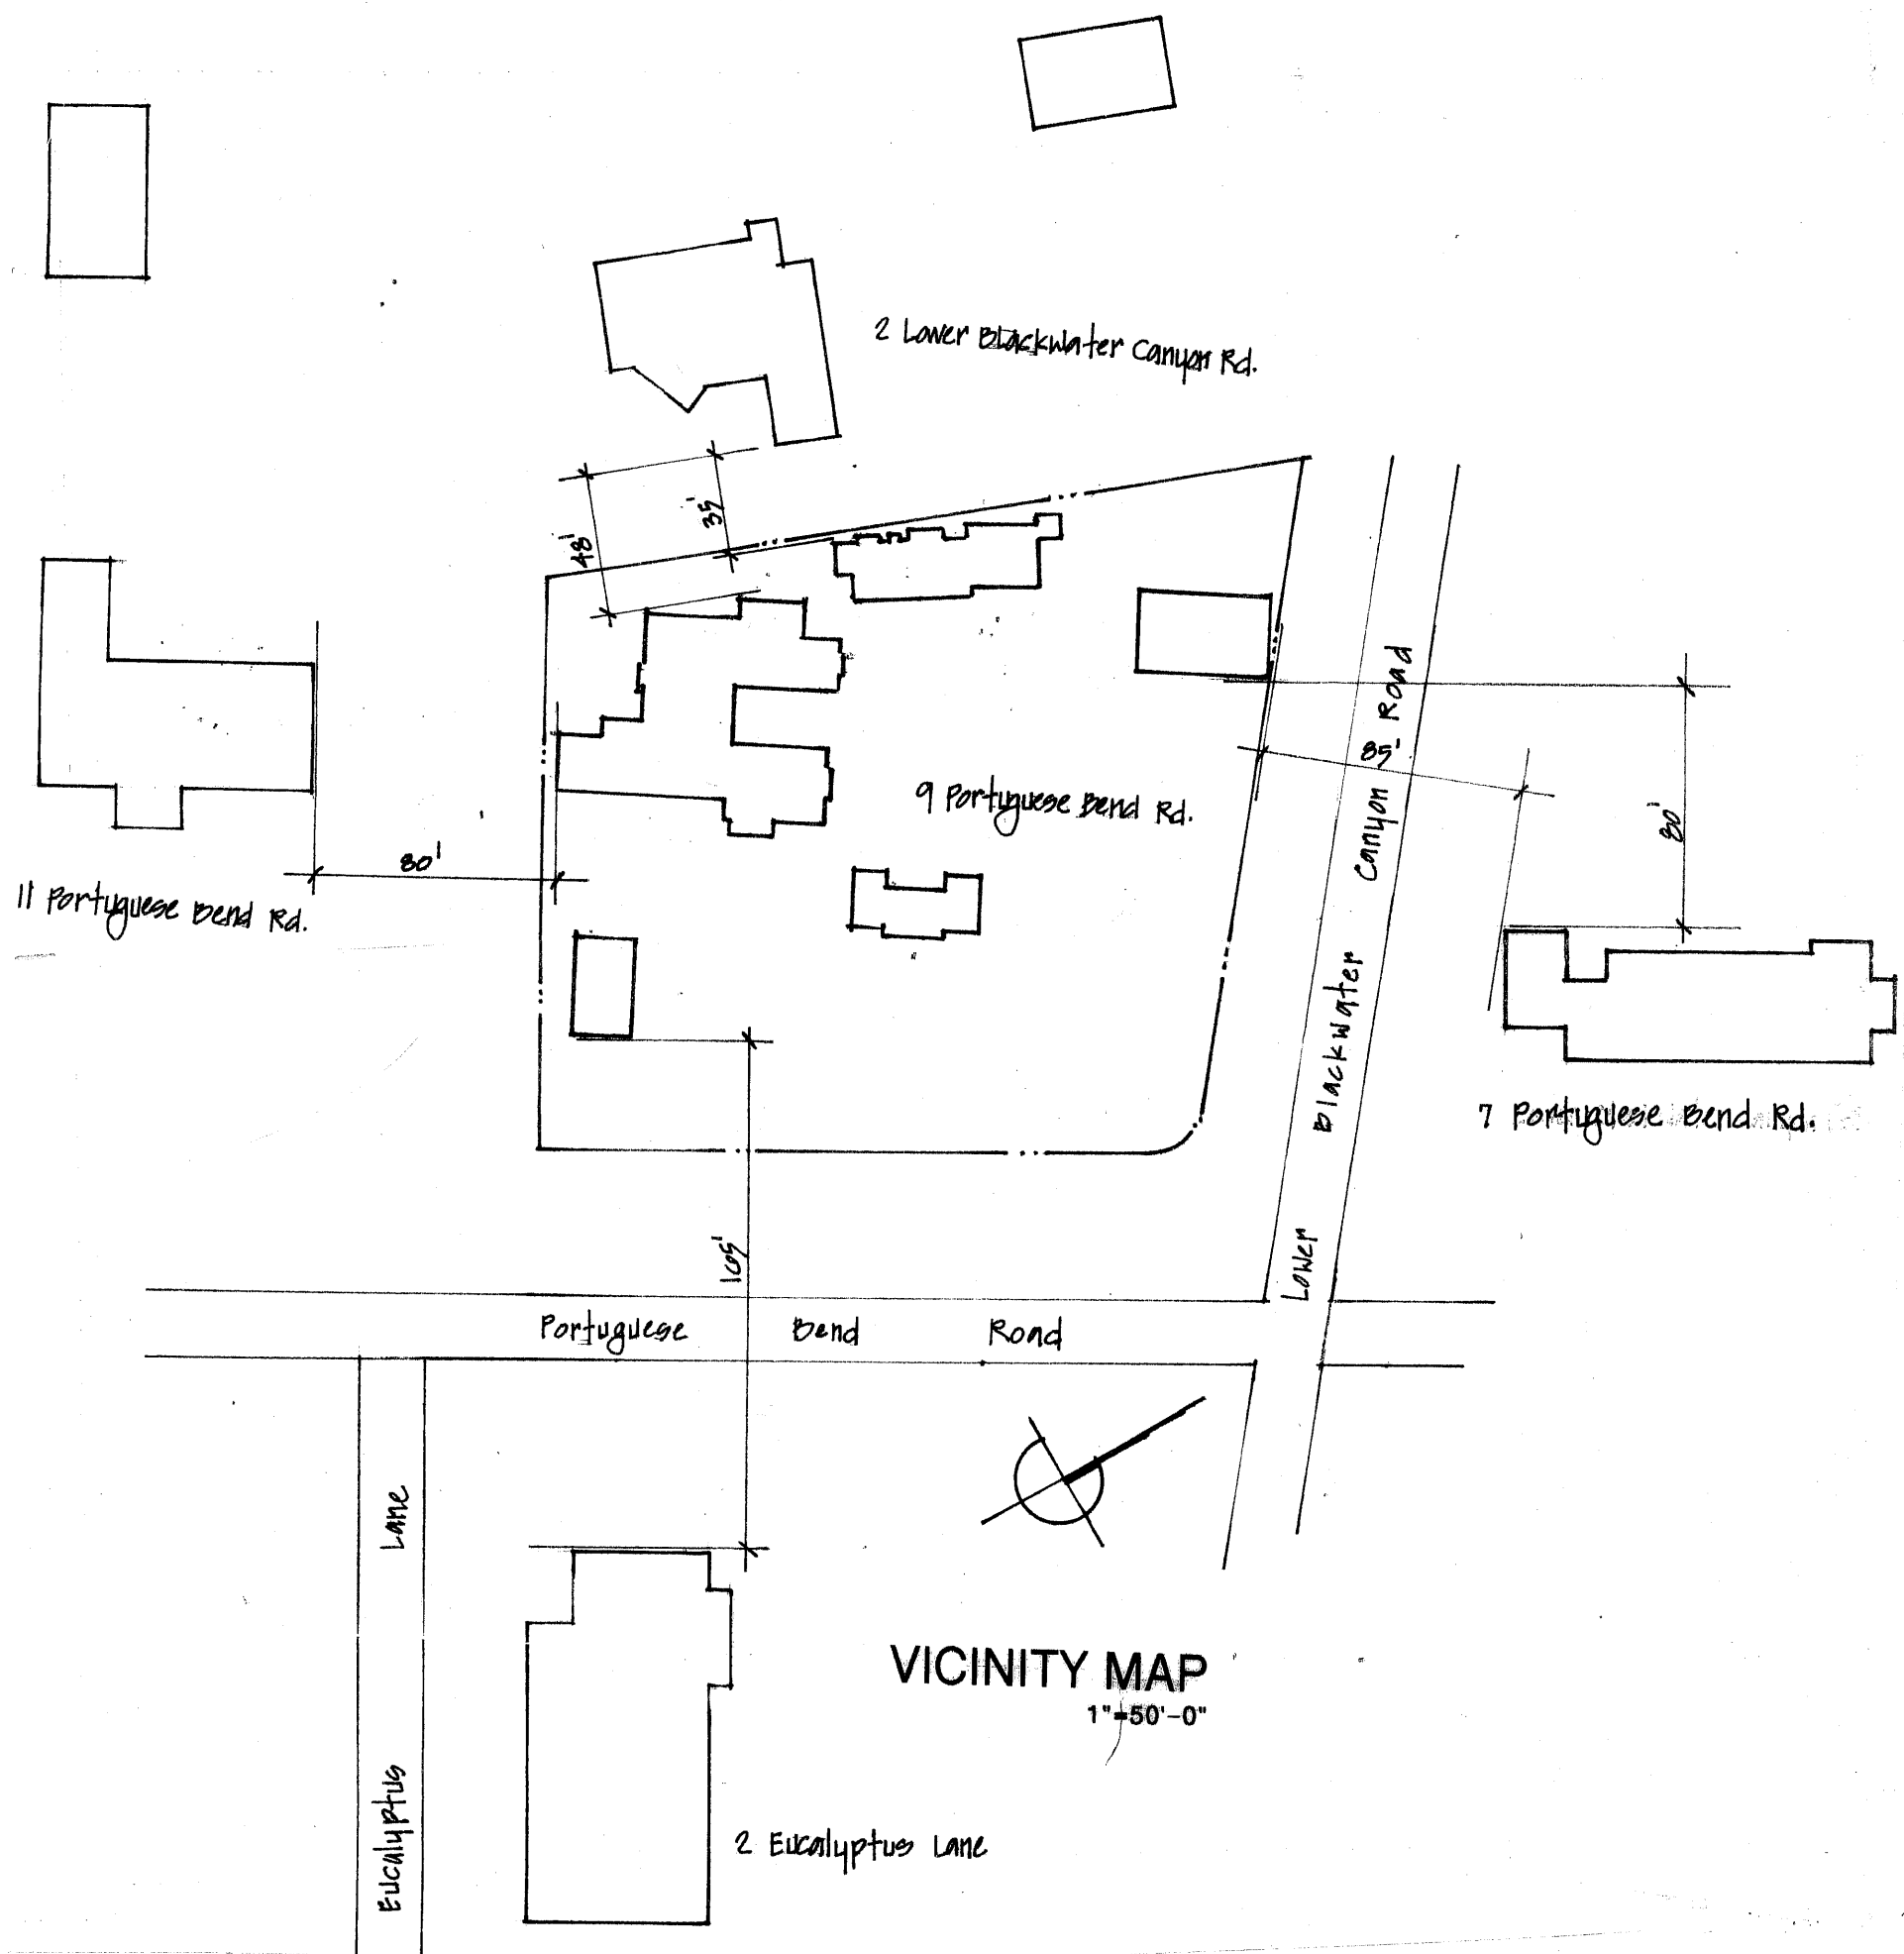 2 Lower Blackwater Canyon Rd.
35'
48'
85'
80'
9 Portuguese Bend Rd.
80'
11 Portuguese Bend Rd.
Lower Blackwater Canyon Road
7 Portuguese Bend Rd.
165'
Portuguese Bend Road
Eucalyptus Lane
VICINITY MAP
1"=50'-0"
2 Eucalyptus Lane